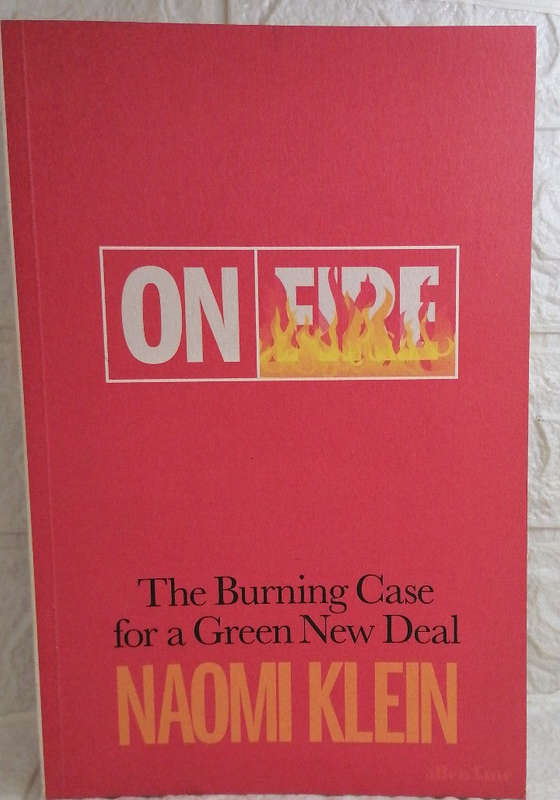 ON FIRE
The Burning Case
for a Green New Deal
NAOMI KLEIN